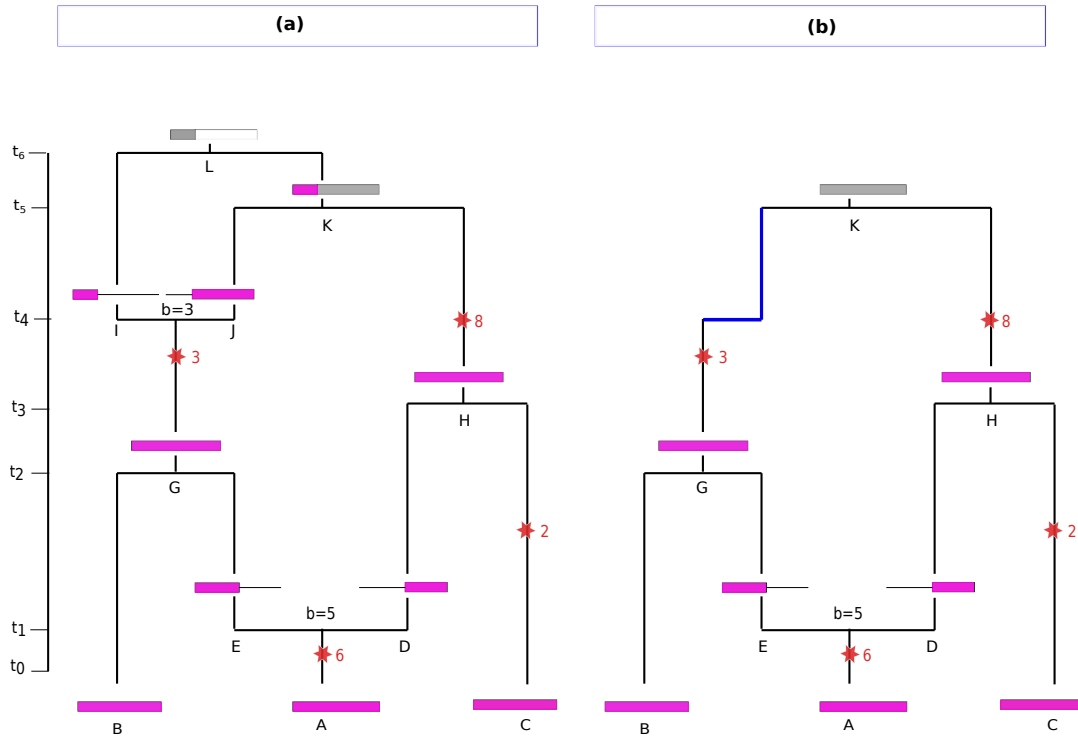 (a) (b)
t6
L
t5 K K
b=3
t4 I J 8 8
3 3
t3 H H
t2 G G
2 2
b=5 b=5
t1 E D E D
t0 6 6
B A C B A C